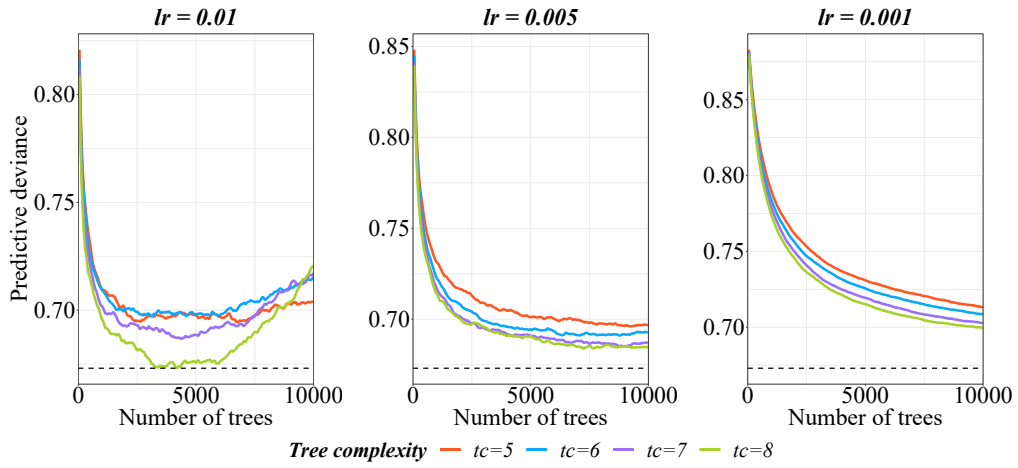 lr = 0.01
lr = 0.005
lr = 0.001
Predictive deviance
0.80
0.75
0.70
0
5000
10000
Number of trees
0.85
0.80
0.75
0.70
0
5000
10000
Number of trees
0.85
0.80
0.75
0.70
0
5000
10000
Number of trees
Tree complexity tc=5 tc=6 tc=7 tc=8